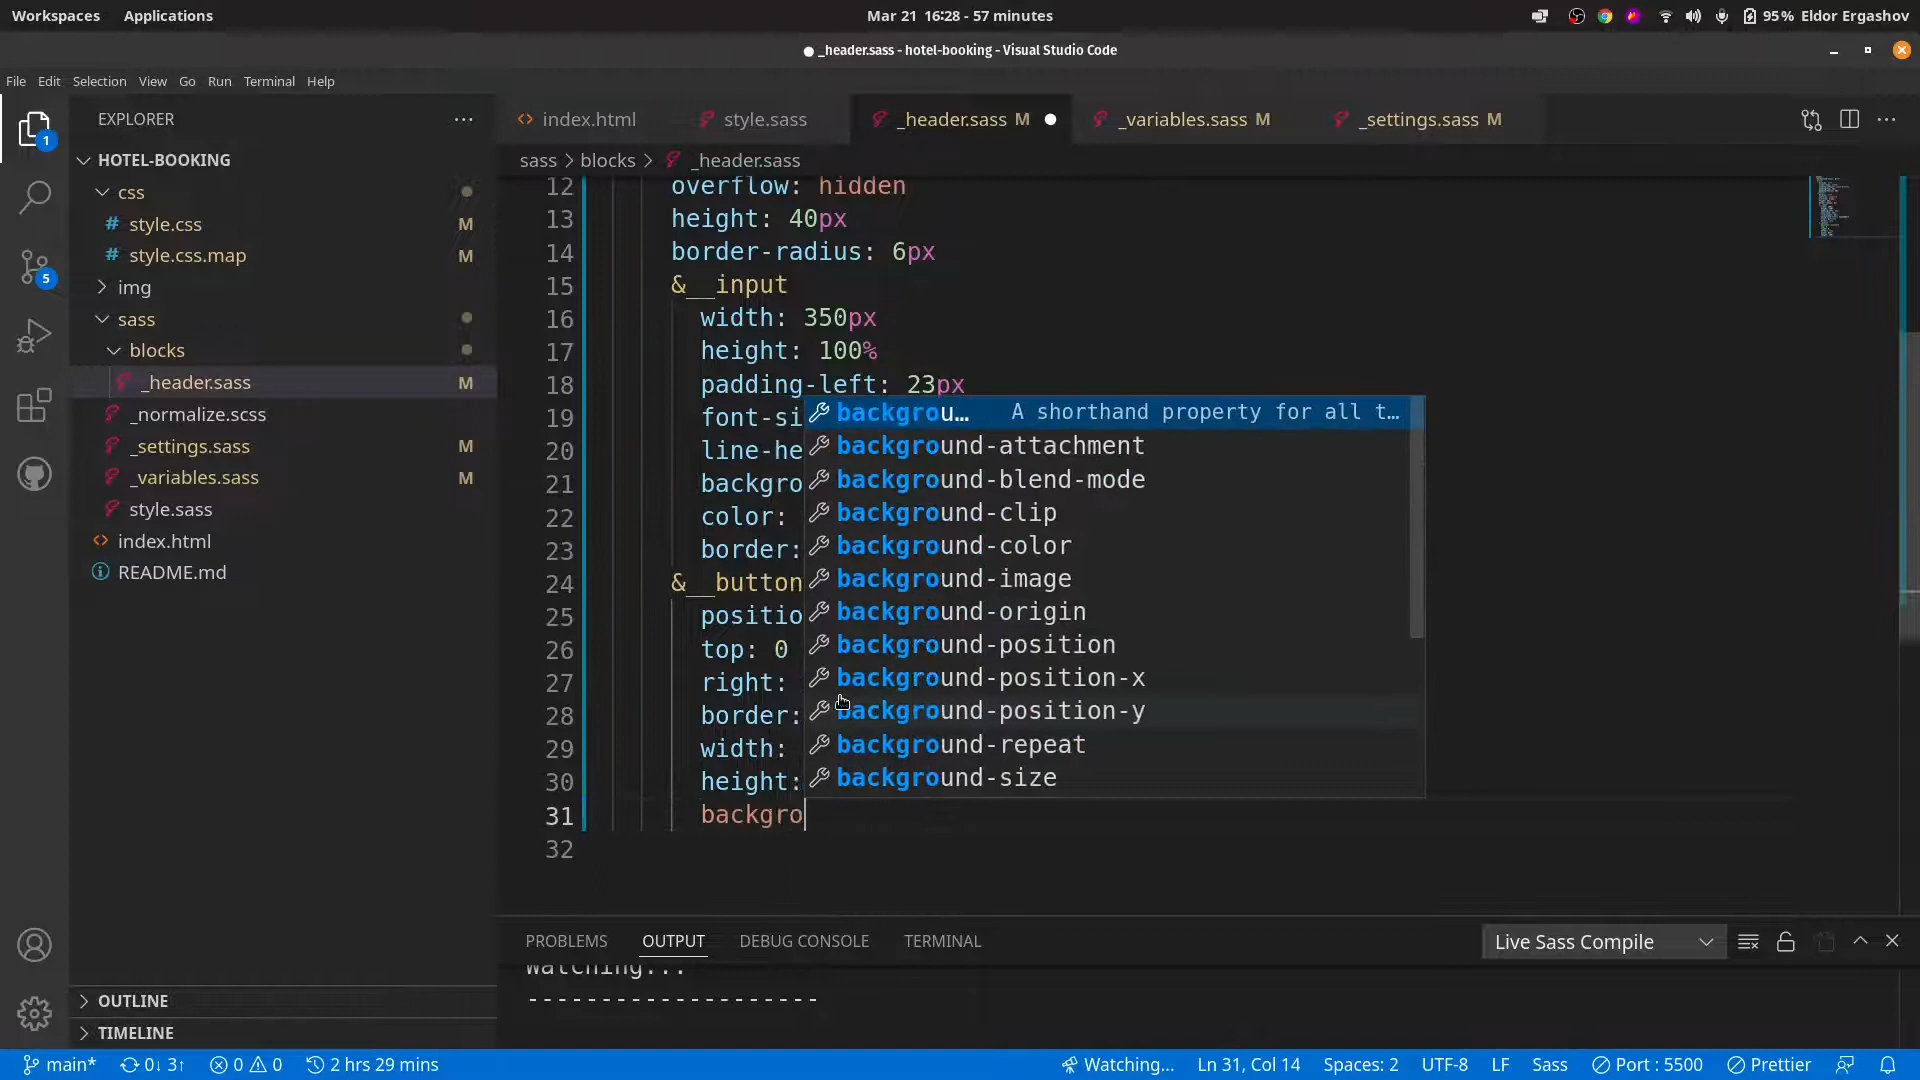 Workspaces Applications Mar 21 16:28 - 57 minutes 95% Eldor Ergashov
_header.sass - hotel-booking - Visual Studio Code
File Edit Selection View Go Run Terminal Help
EXPLORER
HOTEL-BOOKING
css
style.css M
style.css.map M
img
sass
blocks
_header.sass M
_normalize.scss
_settings.sass M
_variables.sass M
style.sass
index.html
README.md
OUTLINE
TIMELINE
1
5
index.html style.sass _header.sass M _variables.sass M _settings.sass M
sass > blocks > _header.sass
12 overflow: hidden
13 height: 40px
14 border-radius: 6px
15 &__input
16 width: 350px
17 height: 100%
18 padding-left: 23px
19 font-si
20 line-he
21 backgro
22 color:
23 border:
24 &__button
25 positio
26 top: 0
27 right:
28 border:
29 width:
30 height:
31 backgro
32
backgrou… A shorthand property for all t…
background-attachment
background-blend-mode
background-clip
background-color
background-image
background-origin
background-position
background-position-x
background-position-y
background-repeat
background-size
PROBLEMS OUTPUT DEBUG CONSOLE TERMINAL Live Sass Compile
Watching...
--------------------
main* 0↓ 3↑ 0 0 2 hrs 29 mins Watching... Ln 31, Col 14 Spaces: 2 UTF-8 LF Sass Port : 5500 Prettier